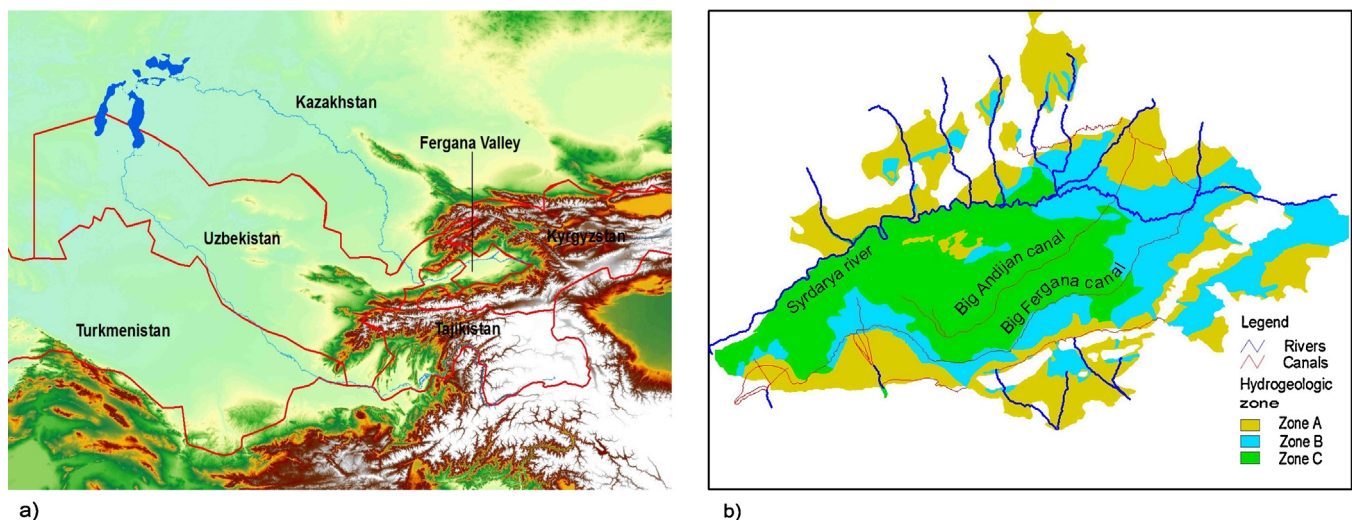 Kazakhstan
Fergana Valley
Uzbekistan
Kyrgyzstan
Turkmenistan
Tajikistan
a)
Syrdarya river
Big Andijan canal
Big Fergana canal
Legend
Rivers
Canals
Hydrogeologic
zone
Zone A
Zone B
Zone C
b)